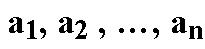 a₁, a₂ , …, aₙ